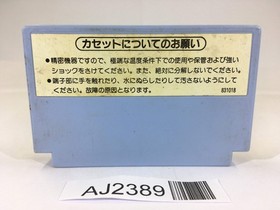 カセットについてのお願い
●精密機器ですので、極端な温度条件下での使用や保管および強い
ショックをさけてください。また、絶対に分解しないでください。
●端子部に手を触れたり、水にぬらしたりして汚さないようにして
ください。故障の原因となります。
831018
AJ2389